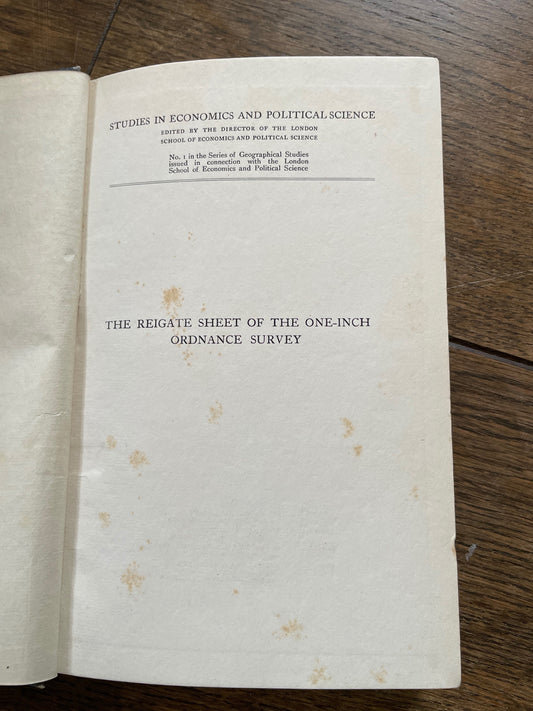 STUDIES IN ECONOMICS AND POLITICAL SCIENCE
EDITED BY THE DIRECTOR OF THE LONDON
SCHOOL OF ECONOMICS AND POLITICAL SCIENCE
No. 1 in the Series of Geographical Studies
issued in connection with the London
School of Economics and Political Science
THE REIGATE SHEET OF THE ONE-INCH
ORDNANCE SURVEY